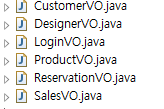 CustomerVO.java
DesignerVO.java
LoginVO.java
ProductVO.java
ReservationVO.java
SalesVO.java